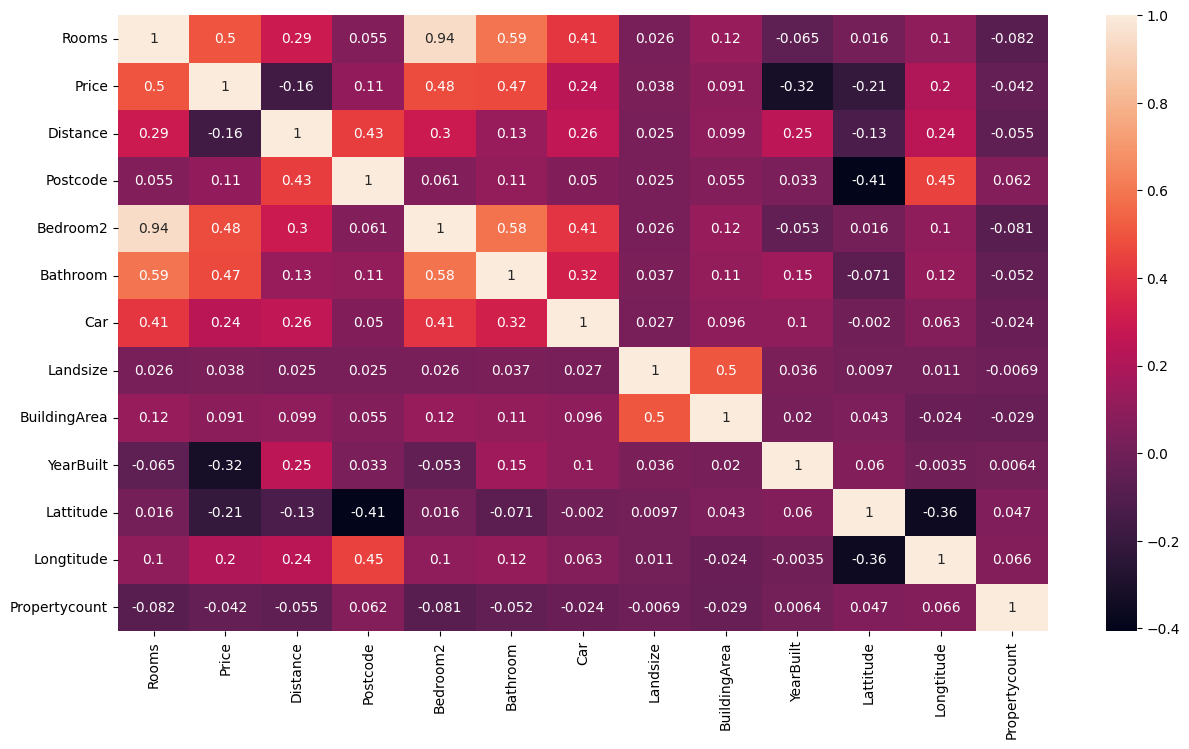 Rooms 1 0.5 0.29 0.055 0.94 0.59 0.41 0.026 0.12 -0.065 0.016 0.1 -0.082
Price 0.5 1 -0.16 0.11 0.48 0.47 0.24 0.038 0.091 -0.32 -0.21 0.2 -0.042
Distance 0.29 -0.16 1 0.43 0.3 0.13 0.26 0.025 0.099 0.25 -0.13 0.24 -0.055
Postcode 0.055 0.11 0.43 1 0.061 0.11 0.05 0.025 0.055 0.033 -0.41 0.45 0.062
Bedroom2 0.94 0.48 0.3 0.061 1 0.58 0.41 0.026 0.12 -0.053 0.016 0.1 -0.081
Bathroom 0.59 0.47 0.13 0.11 0.58 1 0.32 0.037 0.11 0.15 -0.071 0.12 -0.052
Car 0.41 0.24 0.26 0.05 0.41 0.32 1 0.027 0.096 0.1 -0.002 0.063 -0.024
Landsize 0.026 0.038 0.025 0.025 0.026 0.037 0.027 1 0.5 0.036 0.0097 0.011 -0.0069
BuildingArea 0.12 0.091 0.099 0.055 0.12 0.11 0.096 0.5 1 0.02 0.043 -0.024 -0.029
YearBuilt -0.065 -0.32 0.25 0.033 -0.053 0.15 0.1 0.036 0.02 1 0.06 -0.0035 0.0064
Lattitude 0.016 -0.21 -0.13 -0.41 0.016 -0.071 -0.002 0.0097 0.043 0.06 1 -0.36 0.047
Longtitude 0.1 0.2 0.24 0.45 0.1 0.12 0.063 0.011 -0.024 -0.0035 -0.36 1 0.066
Propertycount -0.082 -0.042 -0.055 0.062 -0.081 -0.052 -0.024 -0.0069 -0.029 0.0064 0.047 0.066 1
Rooms Price Distance Postcode Bedroom2 Bathroom Car Landsize BuildingArea YearBuilt Lattitude Longtitude Propertycount
1.0
0.8
0.6
0.4
0.2
0.0
−0.2
−0.4